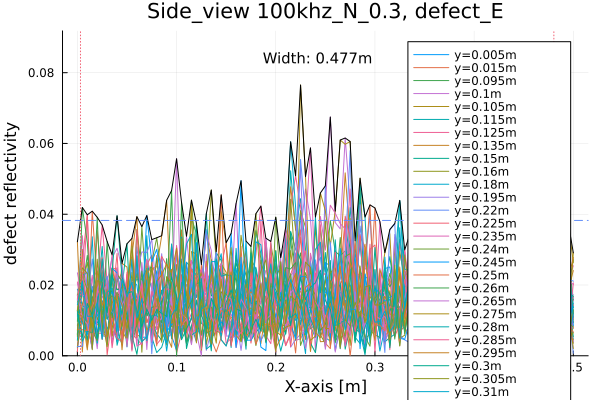 Side_view 100khz_N_0.3, defect_E
Width: 0.477m
defect reflectivity
0.08
0.06
0.04
0.02
0.00
0.0
0.1
0.2
0.3
.5
X-axis [m]
y=0.005m
y=0.015m
y=0.095m
y=0.1m
y=0.105m
y=0.115m
y=0.125m
y=0.135m
y=0.15m
y=0.16m
y=0.18m
y=0.195m
y=0.22m
y=0.225m
y=0.235m
y=0.24m
y=0.245m
y=0.25m
y=0.26m
y=0.265m
y=0.275m
y=0.28m
y=0.285m
y=0.295m
y=0.3m
y=0.305m
y=0.31m